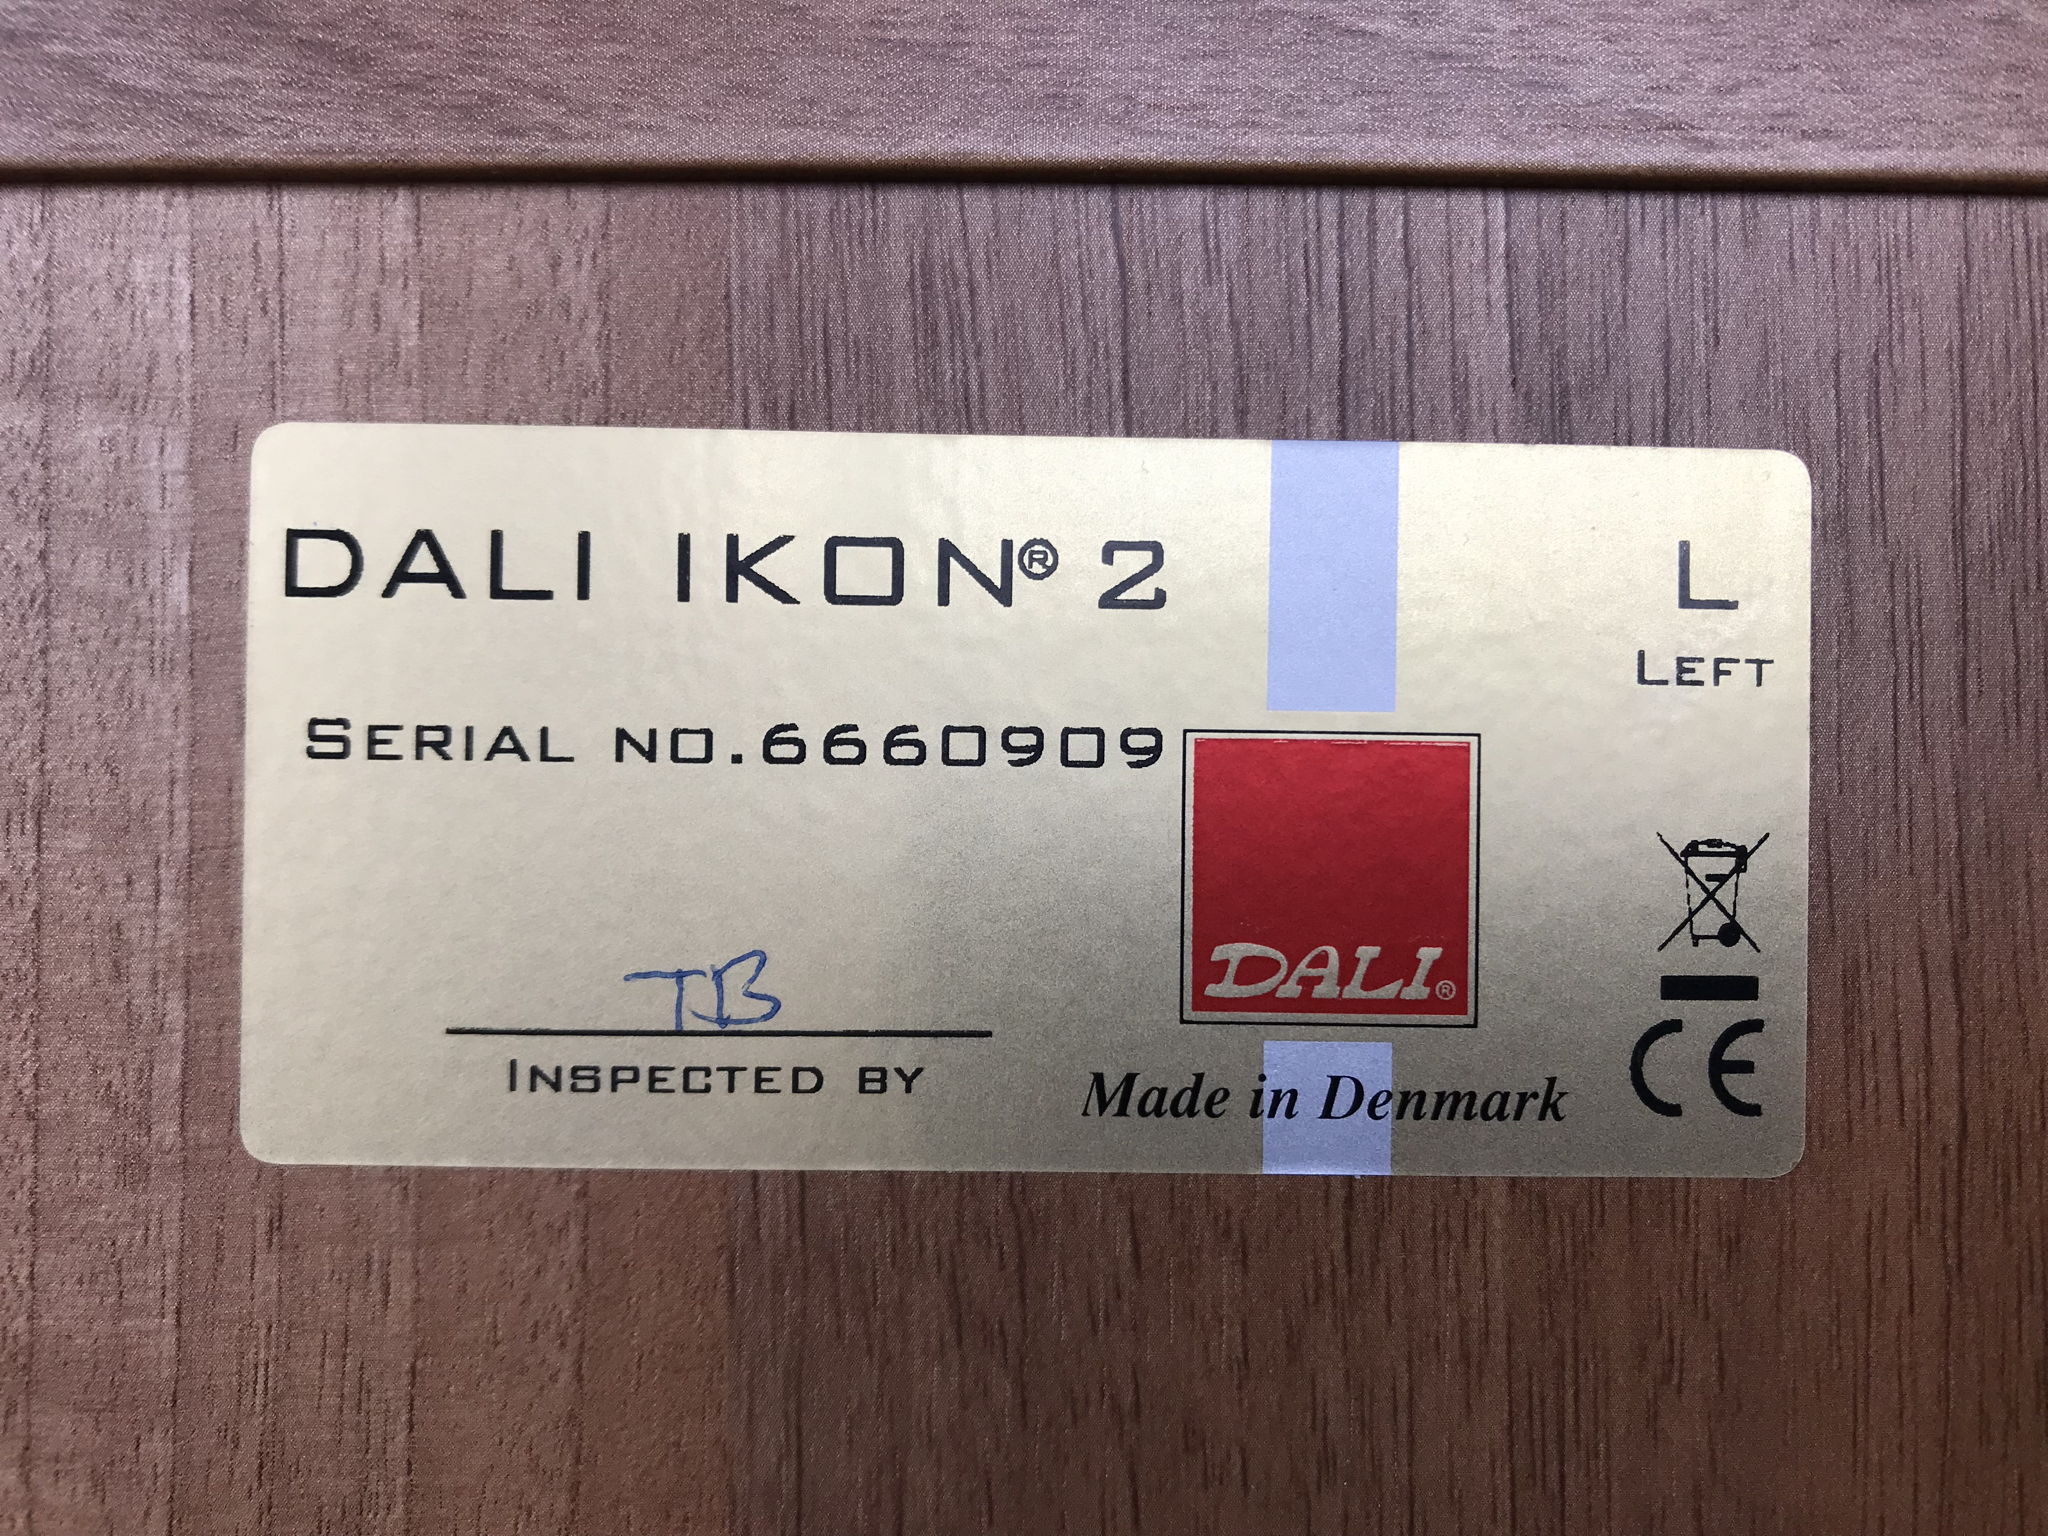 DALI IKON® 2
L
LEFT
SERIAL NO.6660909
DALI®
TB
INSPECTED BY
Made in Denmark
CE